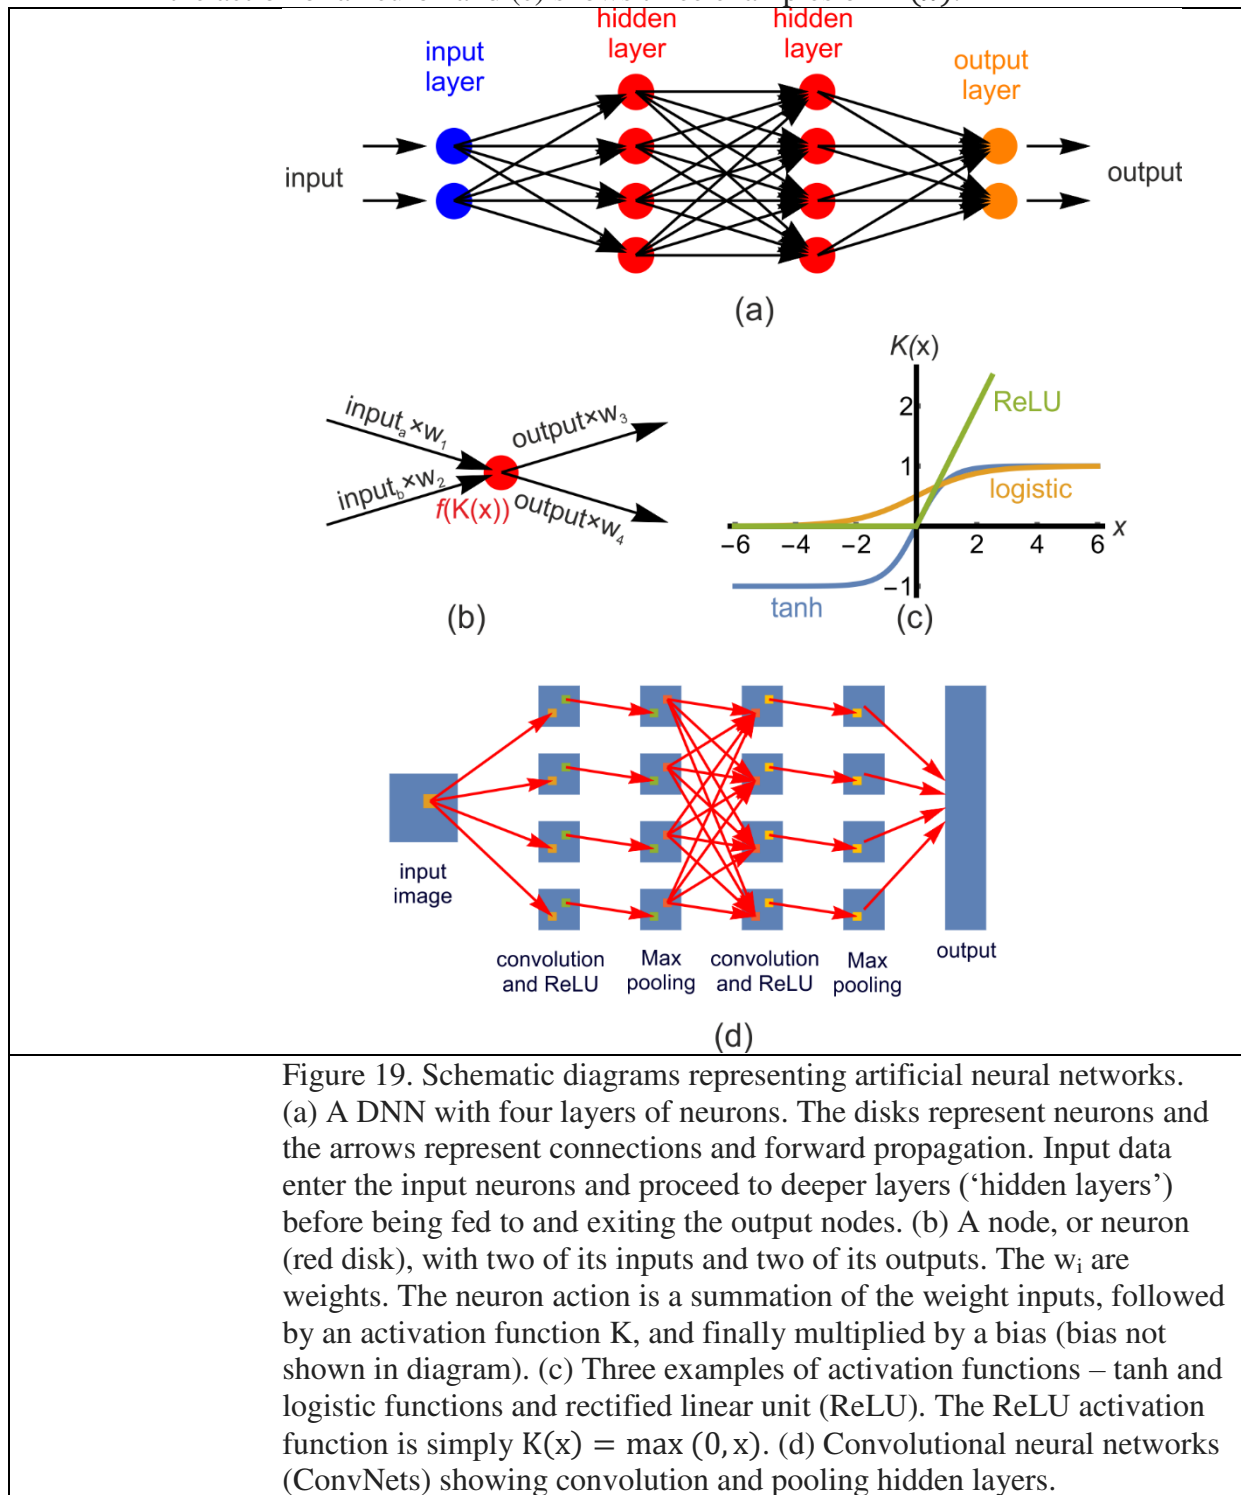 hidden
layer
hidden
layer
input
layer
output
layer
input
output
(a)
K(x)
inputₐ×w₁
output×w₃
input_b×w₂
f(K(x))
output×w₄
2
1
−1
−6 −4 −2 2 4 6 x
ReLU
logistic
tanh
(b)
(c)
input
image
convolution
and ReLU
Max
pooling
convolution
and ReLU
Max
pooling
output
(d)
Figure 19. Schematic diagrams representing artificial neural networks.
(a) A DNN with four layers of neurons. The disks represent neurons and
the arrows represent connections and forward propagation. Input data
enter the input neurons and proceed to deeper layers (‘hidden layers’)
before being fed to and exiting the output nodes. (b) A node, or neuron
(red disk), with two of its inputs and two of its outputs. The wᵢ are
weights. The neuron action is a summation of the weight inputs, followed
by an activation function K, and finally multiplied by a bias (bias not
shown in diagram). (c) Three examples of activation functions – tanh and
logistic functions and rectified linear unit (ReLU). The ReLU activation
function is simply K(x) = max (0, x). (d) Convolutional neural networks
(ConvNets) showing convolution and pooling hidden layers.